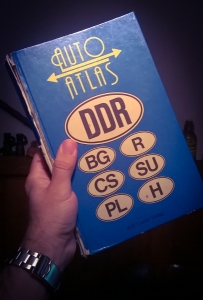 AUTO
ATLAS
DDR
BG R
CS SU
PL H